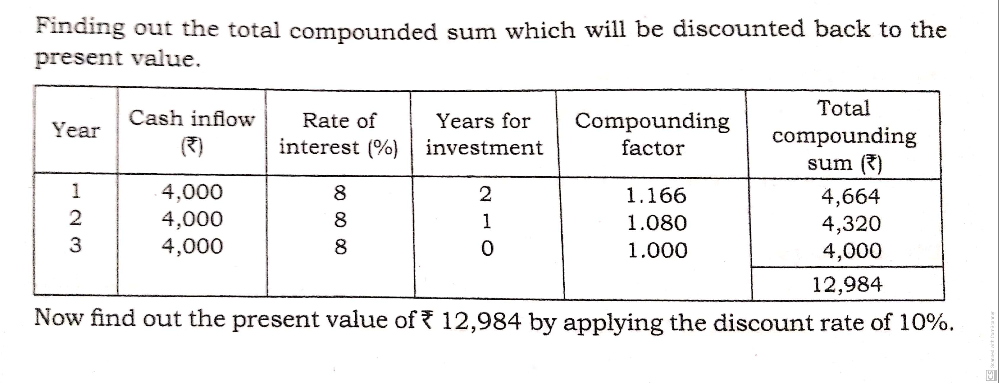 Finding out the total compounded sum which will be discounted back to the
present value.
Year Cash inflow (₹) Rate of interest (%) Years for investment Compounding factor Total compounding sum (₹)
1 4,000 8 2 1.166 4,664
2 4,000 8 1 1.080 4,320
3 4,000 8 0 1.000 4,000
12,984
Now find out the present value of ₹ 12,984 by applying the discount rate of 10%.
CS Scanned with CamScanner